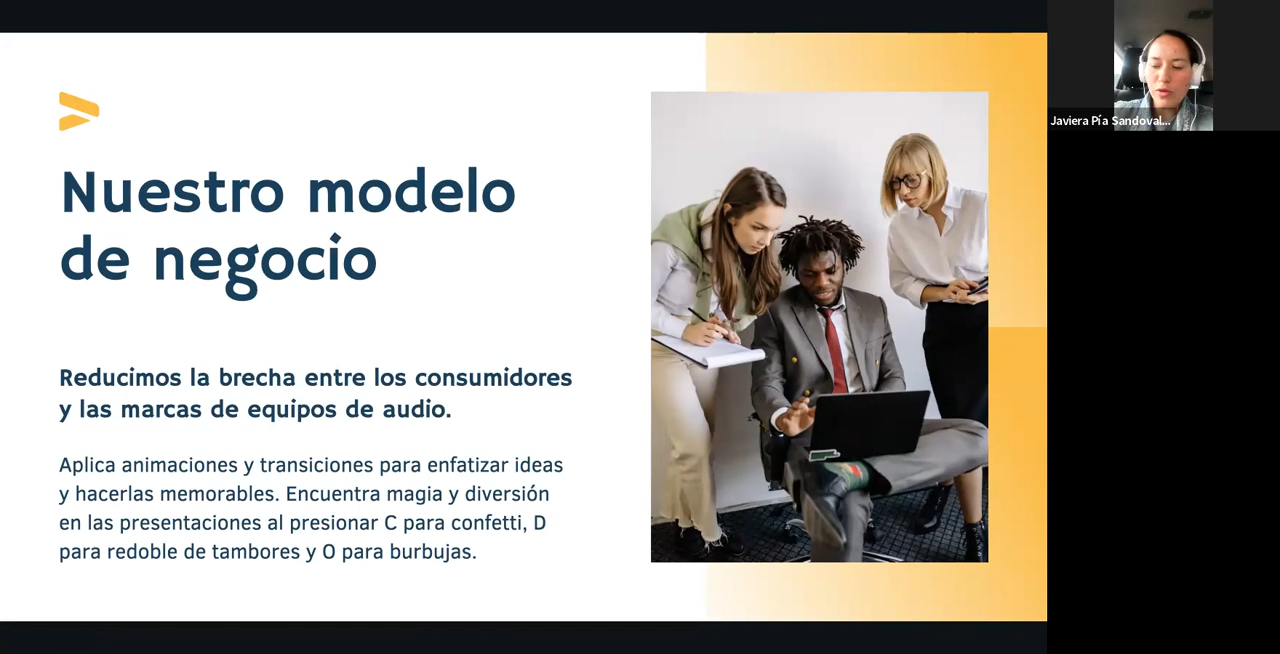 Nuestro modelo
de negocio
Reducimos la brecha entre los consumidores
y las marcas de equipos de audio.
Aplica animaciones y transiciones para enfatizar ideas
y hacerlas memorables. Encuentra magia y diversión
en las presentaciones al presionar C para confetti, D
para redoble de tambores y O para burbujas.
Javiera Pía Sandoval...